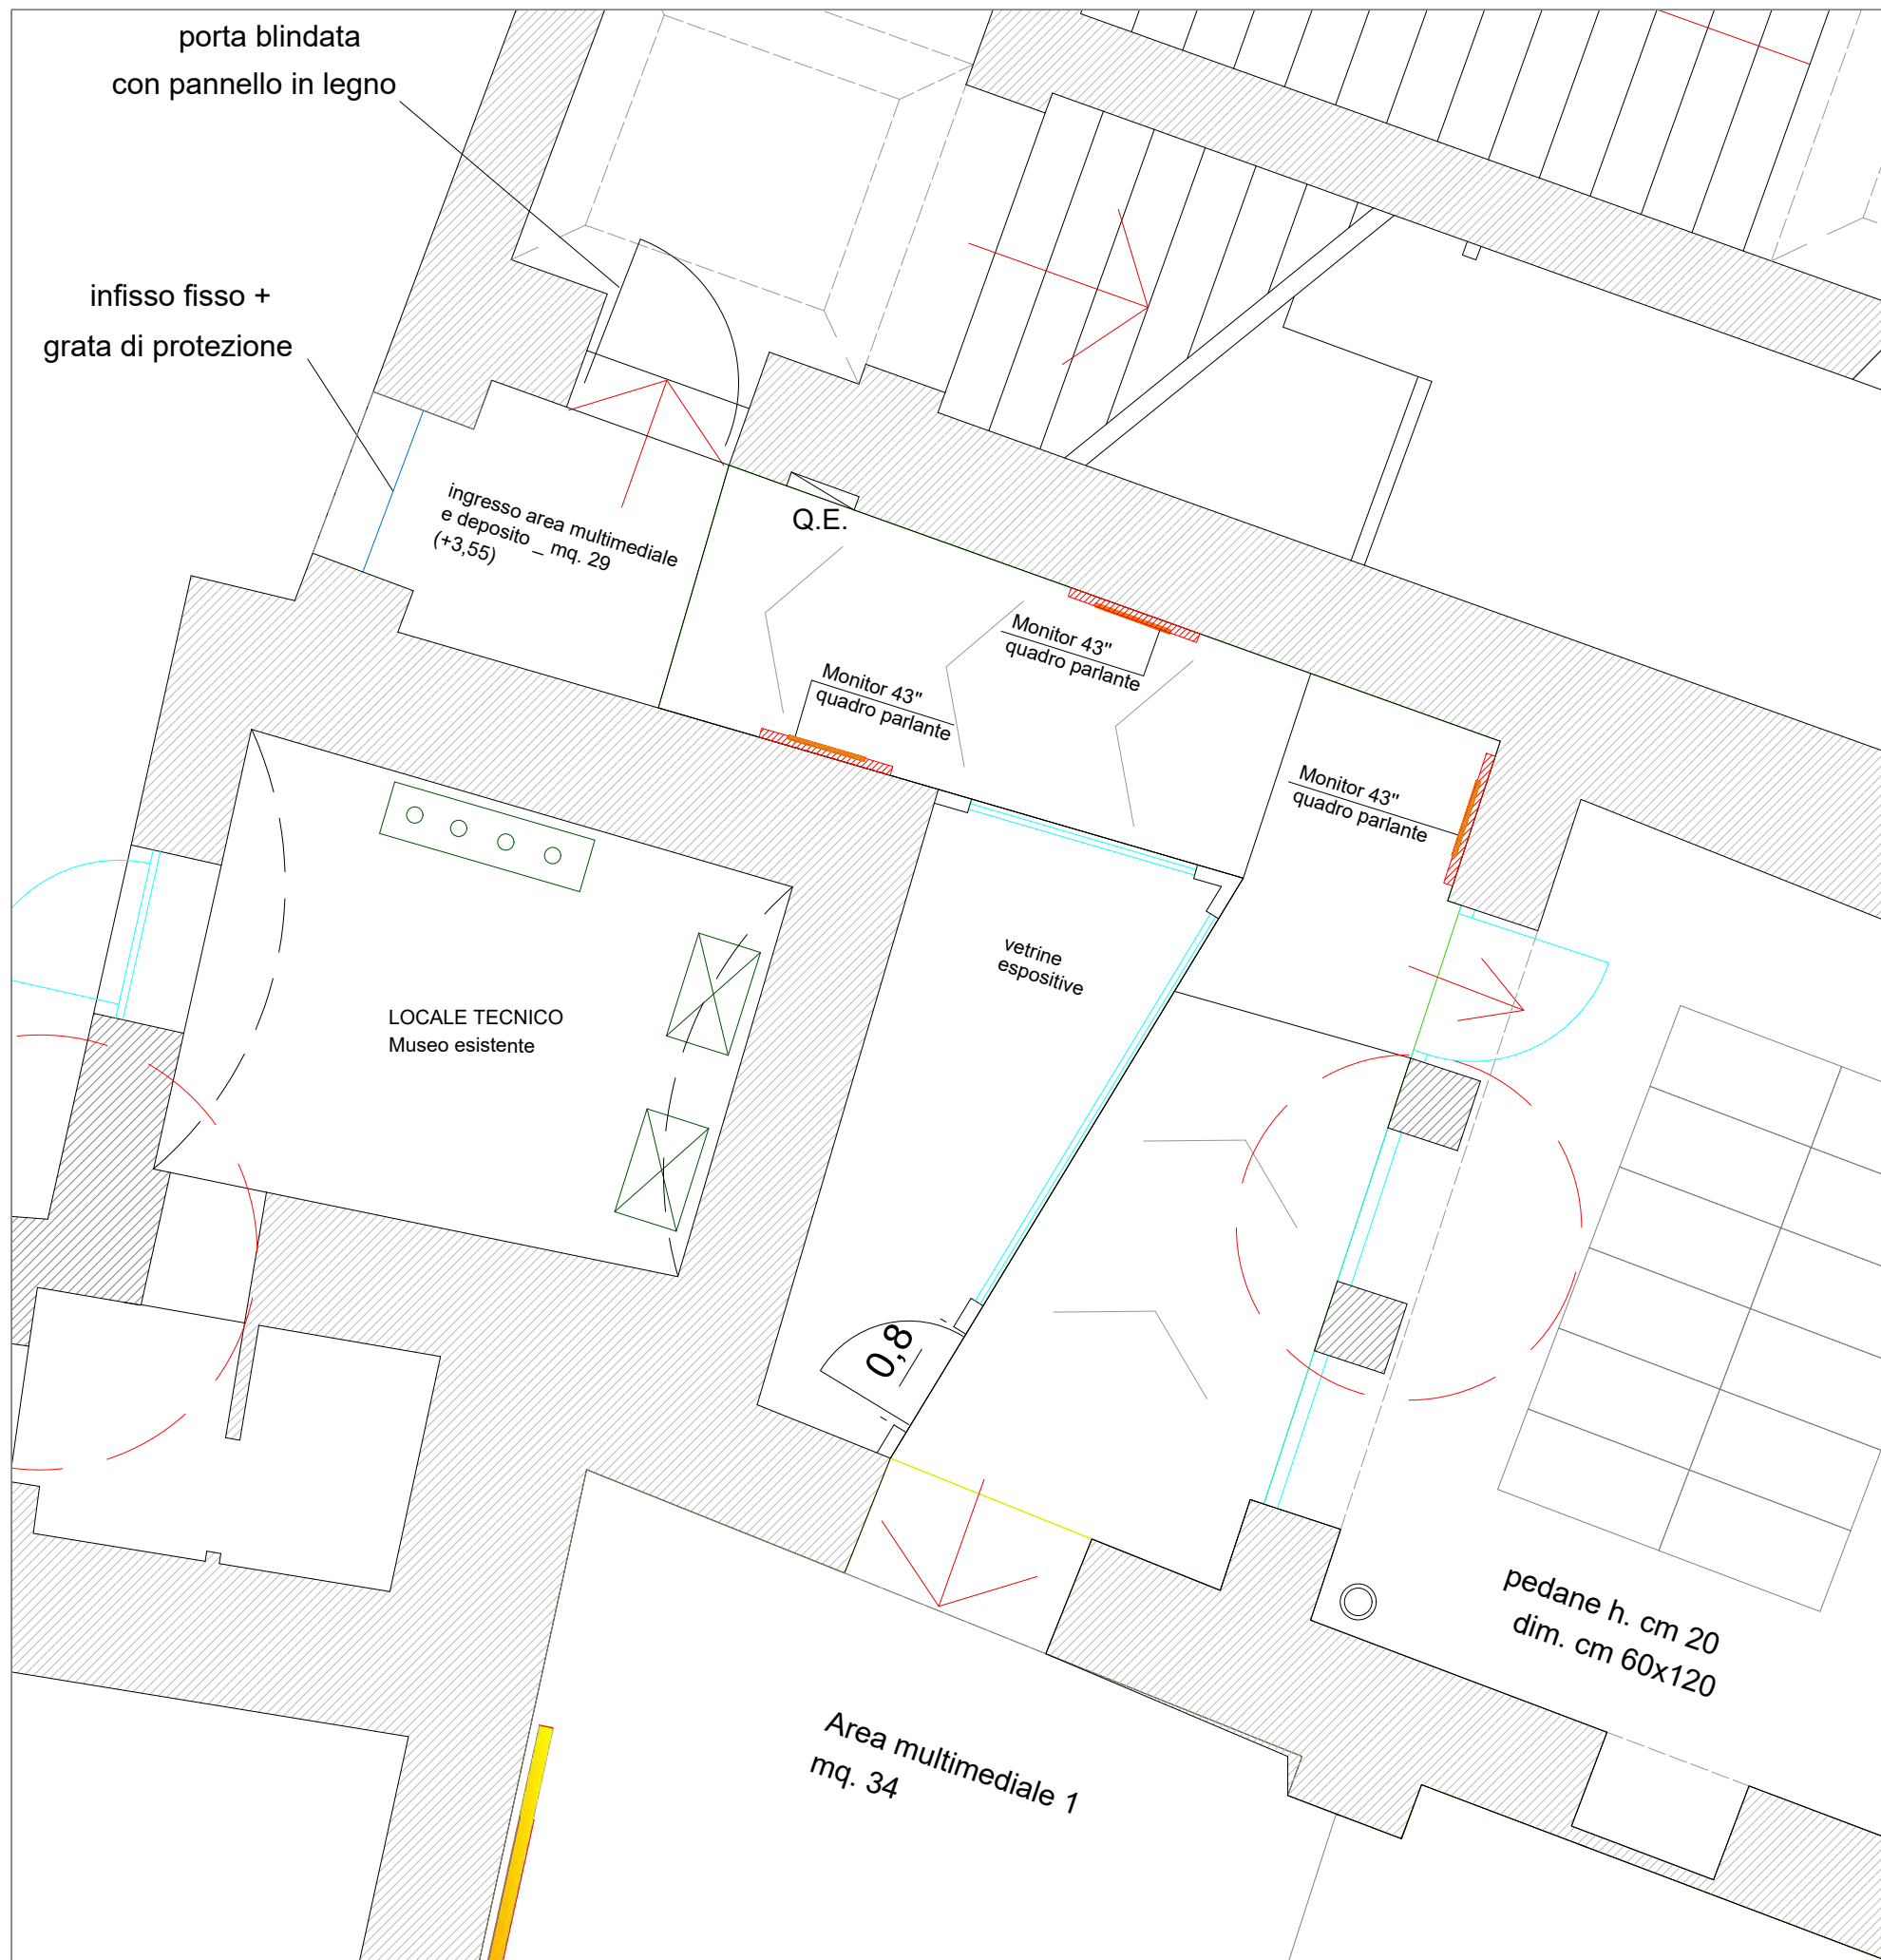 porta blindata
con pannello in legno
infisso fisso +
grata di protezione
ingresso area multimediale
e deposito _ mq. 29
(+3,55)
Q.E.
Monitor 43"
quadro parlante
Monitor 43"
quadro parlante
Monitor 43"
quadro parlante
vetrine
espositive
LOCALE TECNICO
Museo esistente
0,8
pedane h. cm 20
dim. cm 60x120
Area multimediale 1
mq. 34